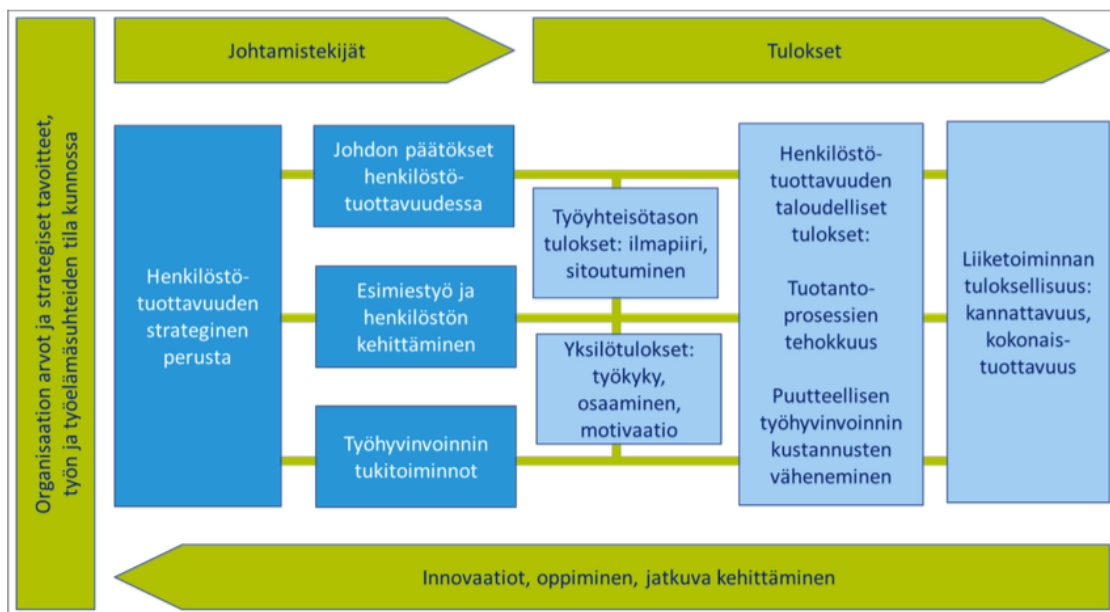 Organisaation arvot ja strategiset tavoitteet,
työn ja työelämäsuhteiden tila kunnossa
Johtamistekijät
Tulokset
Henkilöstö-
tuottavuuden
strateginen
perusta
Johdon päätökset
henkilöstö-
tuottavuudessa
Esimiestyö ja
henkilöstön
kehittäminen
Työhyvinvoinnin
tukitoiminnot
Työyhteisötason
tulokset: ilmapiiri,
sitoutuminen
Yksilötulokset:
työkyky,
osaaminen,
motivaatio
Henkilöstö-
tuottavuuden
taloudelliset
tulokset:
Tuotanto-
prosessien
tehokkuus
Puutteellisen
työhyvinvoinnin
kustannusten
väheneminen
Liiketoiminnan
tuloksellisuus:
kannattavuus,
kokonais-
tuottavuus
Innovaatiot, oppiminen, jatkuva kehittäminen